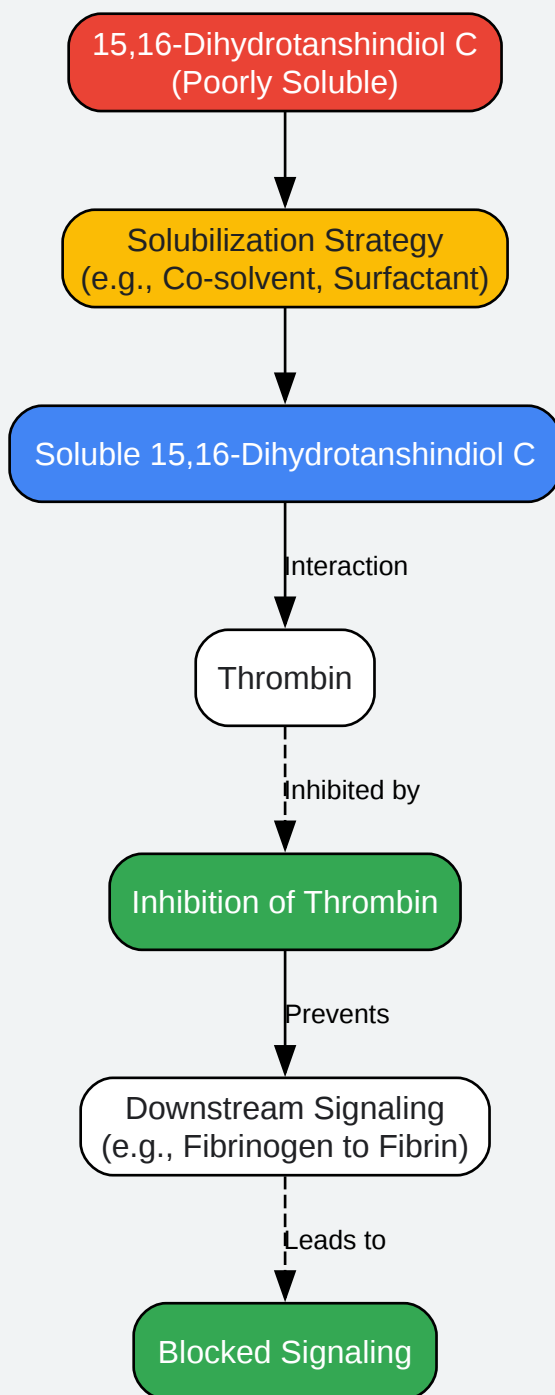 15,16-Dihydrotanshindiol C
(Poorly Soluble)
Solubilization Strategy
(e.g., Co-solvent, Surfactant)
Soluble 15,16-Dihydrotanshindiol C
Interaction
Thrombin
Inhibited by
Inhibition of Thrombin
Prevents
Downstream Signaling
(e.g., Fibrinogen to Fibrin)
Leads to
Blocked Signaling